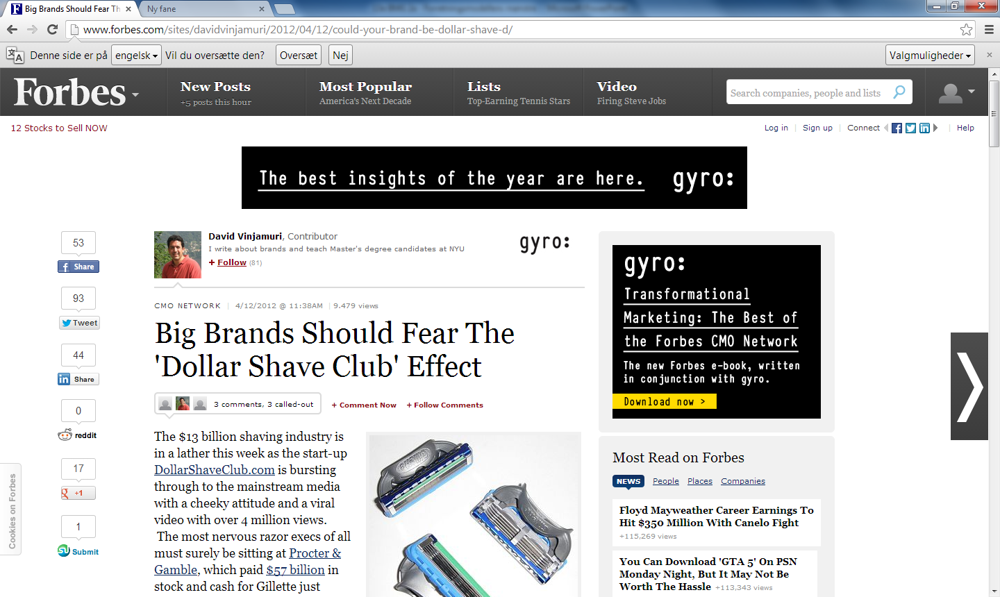 Big Brands Should Fear Th
Ny fane
www.forbes.com/sites/davidvinjamuri/2012/04/12/could-your-brand-be-dollar-shave-d/
Denne side er på engelsk Vil du oversætte den? Oversæt Nej Valgmuligheder
Forbes
New Posts
+5 posts this hour
Most Popular
America's Next Decade
Lists
Top-Earning Tennis Stars
Video
Firing Steve Jobs
Search companies, people and lists
12 Stocks to Sell NOW
Log in Sign up Connect Help
The best insights of the year are here. gyro:
53
Share
93
Tweet
44
Share
0
reddit
17
+1
1
Submit
Cookies on Forbes
David Vinjamuri, Contributor
I write about brands and teach Master's degree candidates at NYU
+ Follow (81)
gyro:
CMO NETWORK | 4/12/2012 @ 11:38AM | 9.479 views
Big Brands Should Fear The
'Dollar Shave Club' Effect
3 comments, 3 called-out
+ Comment Now
+ Follow Comments
The $13 billion shaving industry is
in a lather this week as the start-up
DollarShaveClub.com is bursting
through to the mainstream media
with a cheeky attitude and a viral
video with over 4 million views.
The most nervous razor execs of all
must surely be sitting at Procter &
Gamble, which paid $57 billion in
stock and cash for Gillette just
gyro:
Transformational
Marketing: The Best of
the Forbes CMO Network
The new Forbes e-book, written
in conjunction with gyro.
Download now >
Most Read on Forbes
NEWS People Places Companies
Floyd Mayweather Career Earnings To
Hit $350 Million With Canelo Fight
+115,269 views
You Can Download 'GTA 5' On PSN
Monday Night, But It May Not Be
Worth The Hassle +113,343 views